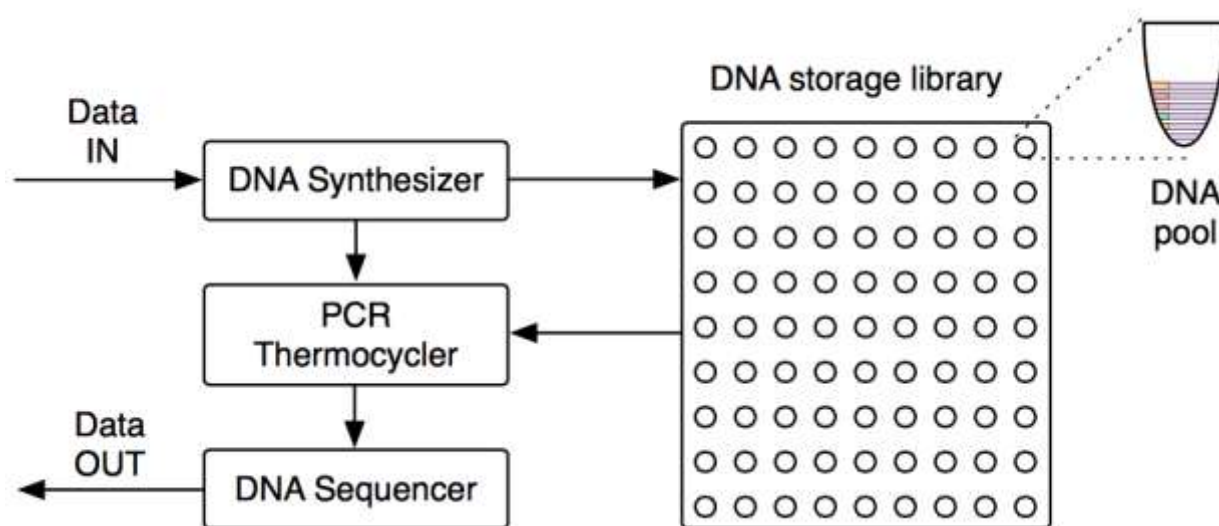 Data
IN
DNA Synthesizer
PCR
Thermocycler
Data
OUT
DNA Sequencer
DNA storage library
DNA
pool